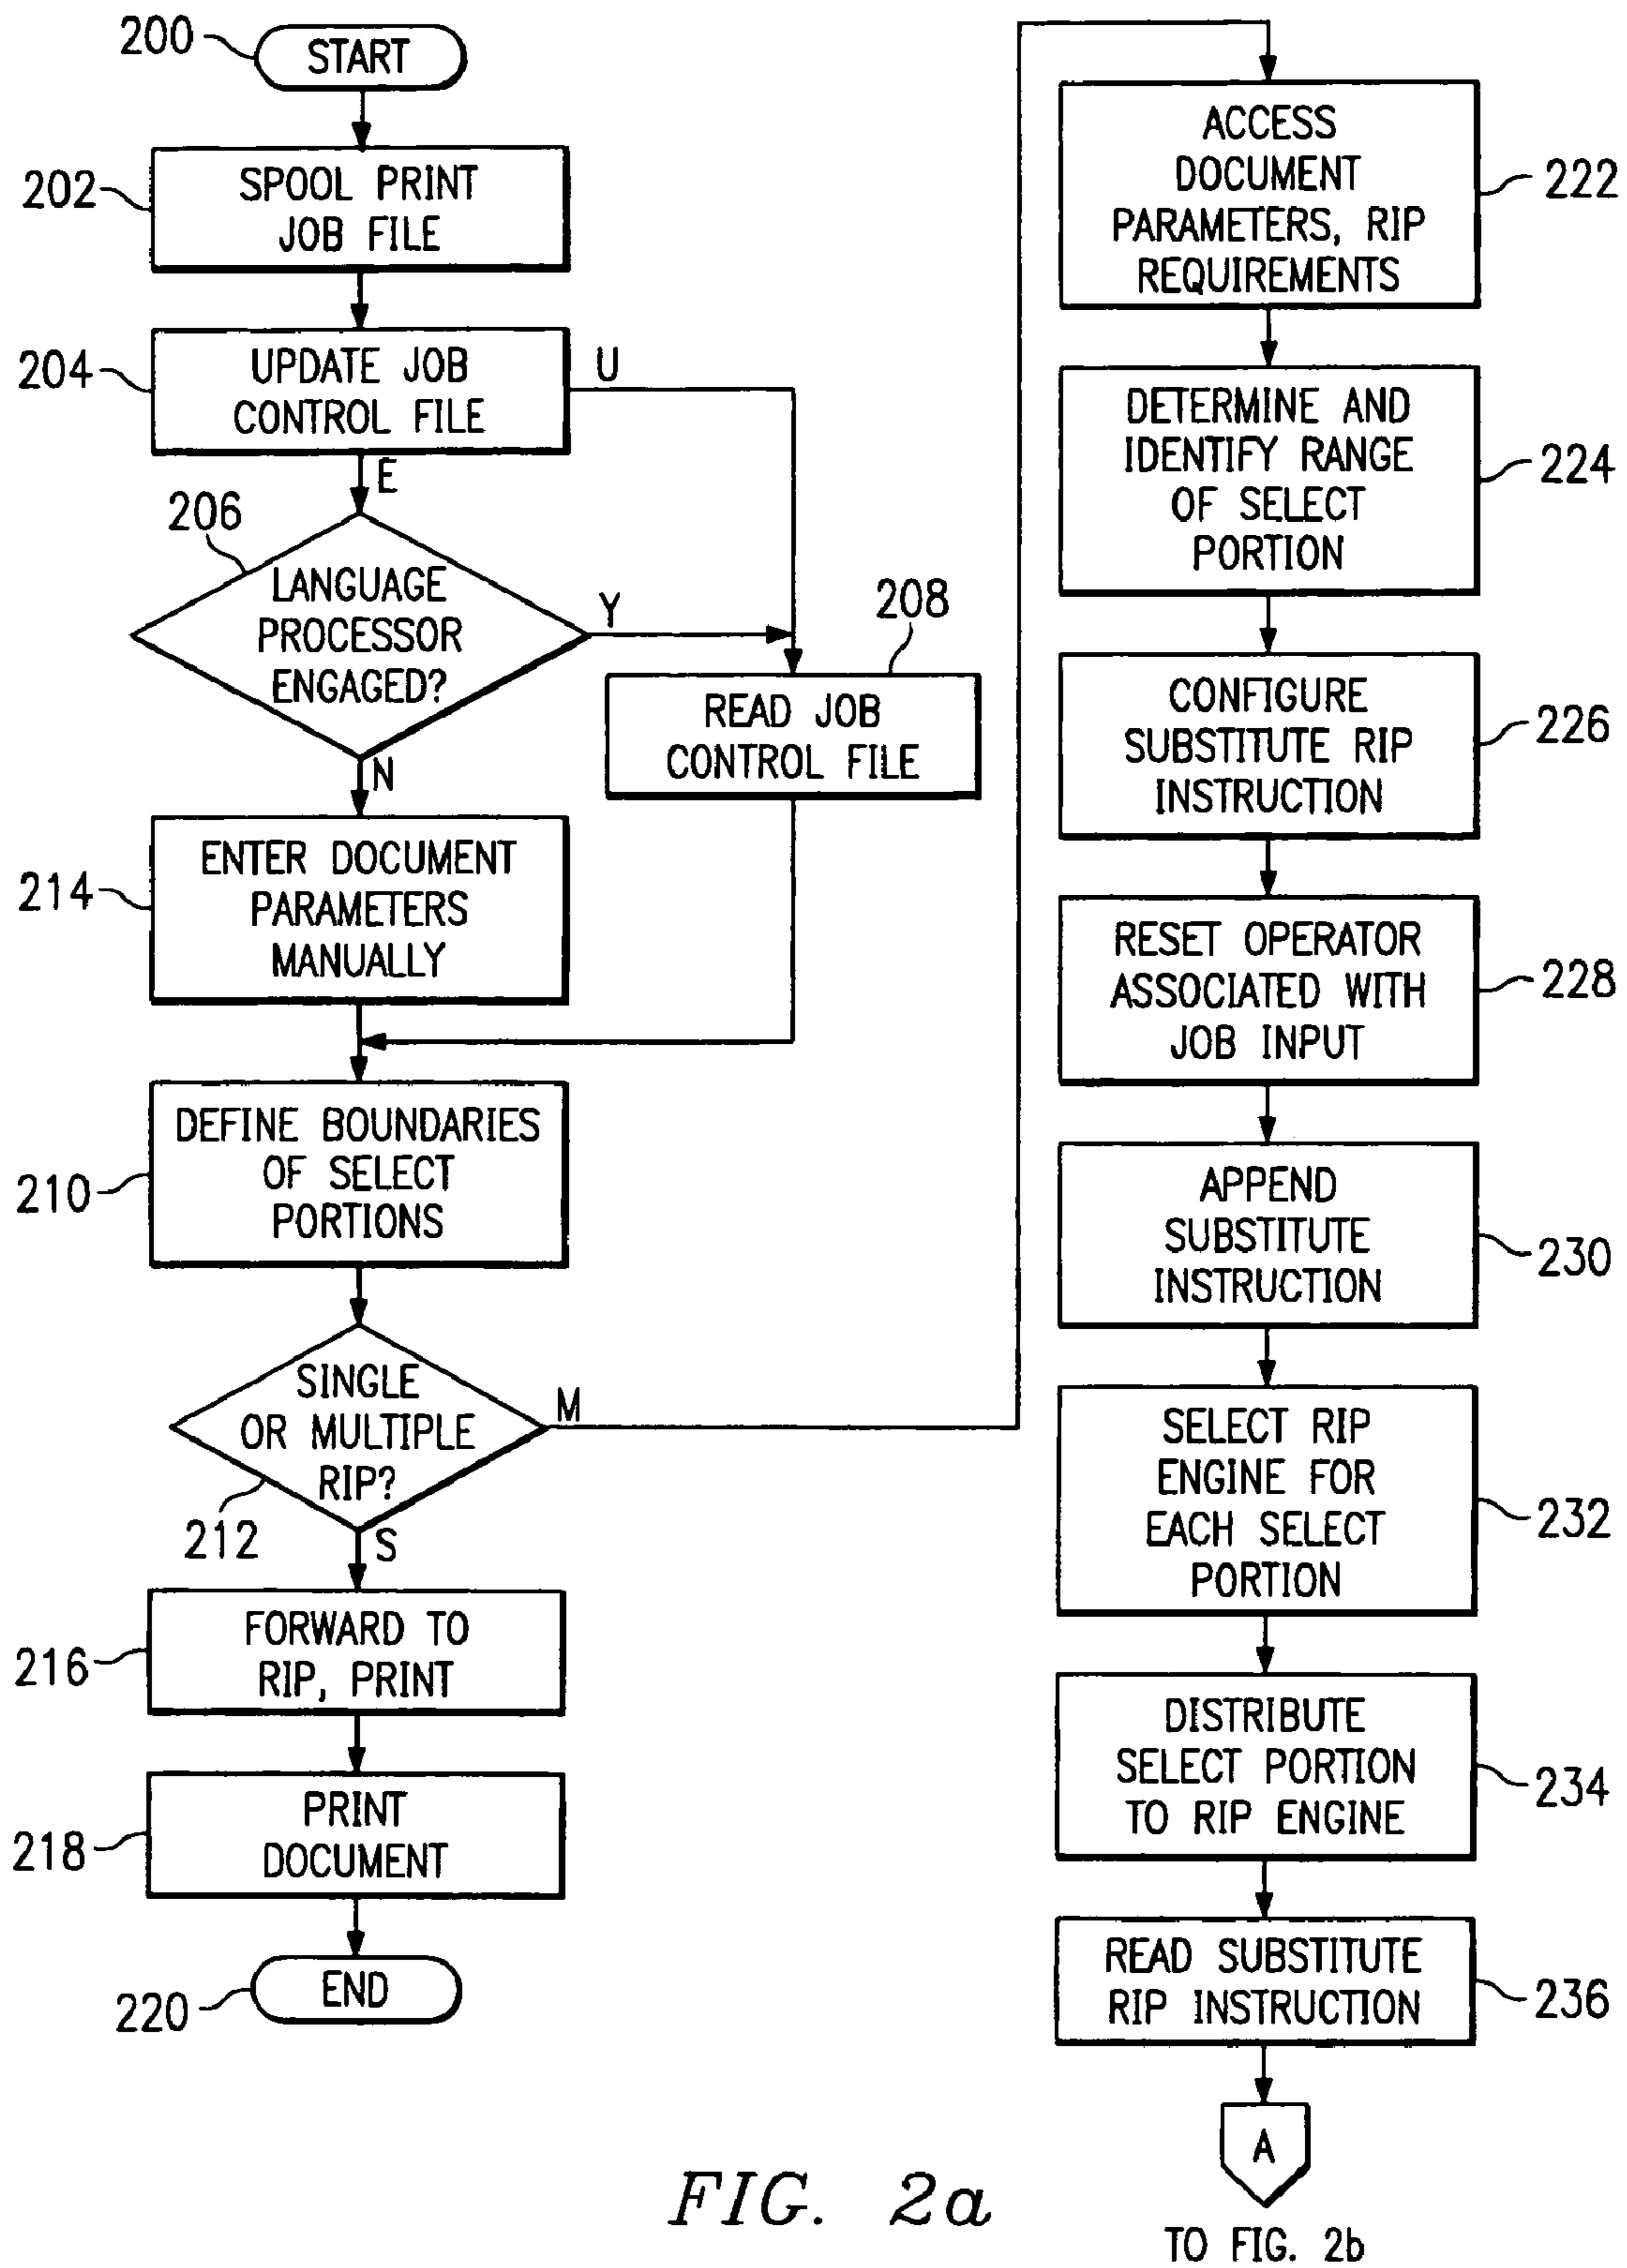 200
START
202
SPOOL PRINT
JOB FILE
204
UPDATE JOB
CONTROL FILE
U
E
206
LANGUAGE
PROCESSOR
ENGAGED?
Y
N
208
READ JOB
CONTROL FILE
214
ENTER DOCUMENT
PARAMETERS
MANUALLY
210
DEFINE BOUNDARIES
OF SELECT
PORTIONS
SINGLE
OR MULTIPLE
RIP?
M
212
S
216
FORWARD TO
RIP, PRINT
218
PRINT
DOCUMENT
220
END
ACCESS
DOCUMENT
PARAMETERS, RIP
REQUIREMENTS
222
DETERMINE AND
IDENTIFY RANGE
OF SELECT
PORTION
224
CONFIGURE
SUBSTITUTE RIP
INSTRUCTION
226
RESET OPERATOR
ASSOCIATED WITH
JOB INPUT
228
APPEND
SUBSTITUTE
INSTRUCTION
230
SELECT RIP
ENGINE FOR
EACH SELECT
PORTION
232
DISTRIBUTE
SELECT PORTION
TO RIP ENGINE
234
READ SUBSTITUTE
RIP INSTRUCTION
236
A
TO FIG. 2b
FIG. 2a